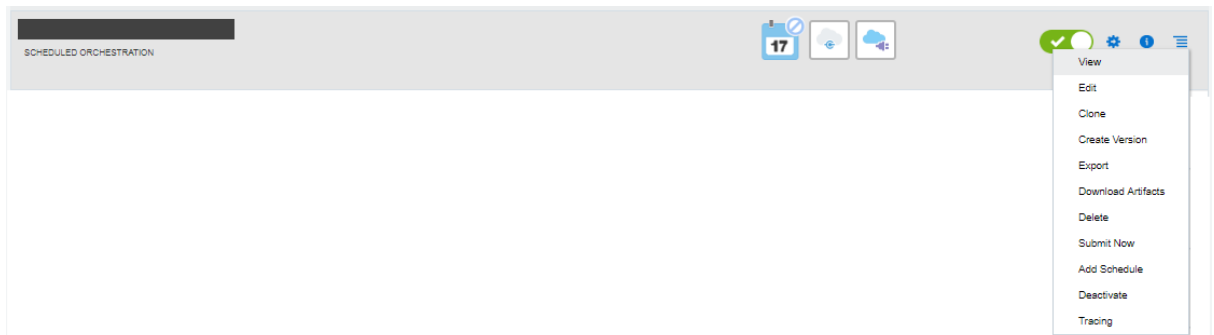 SCHEDULED ORCHESTRATION
17
View
Edit
Clone
Create Version
Export
Download Artifacts
Delete
Submit Now
Add Schedule
Deactivate
Tracing